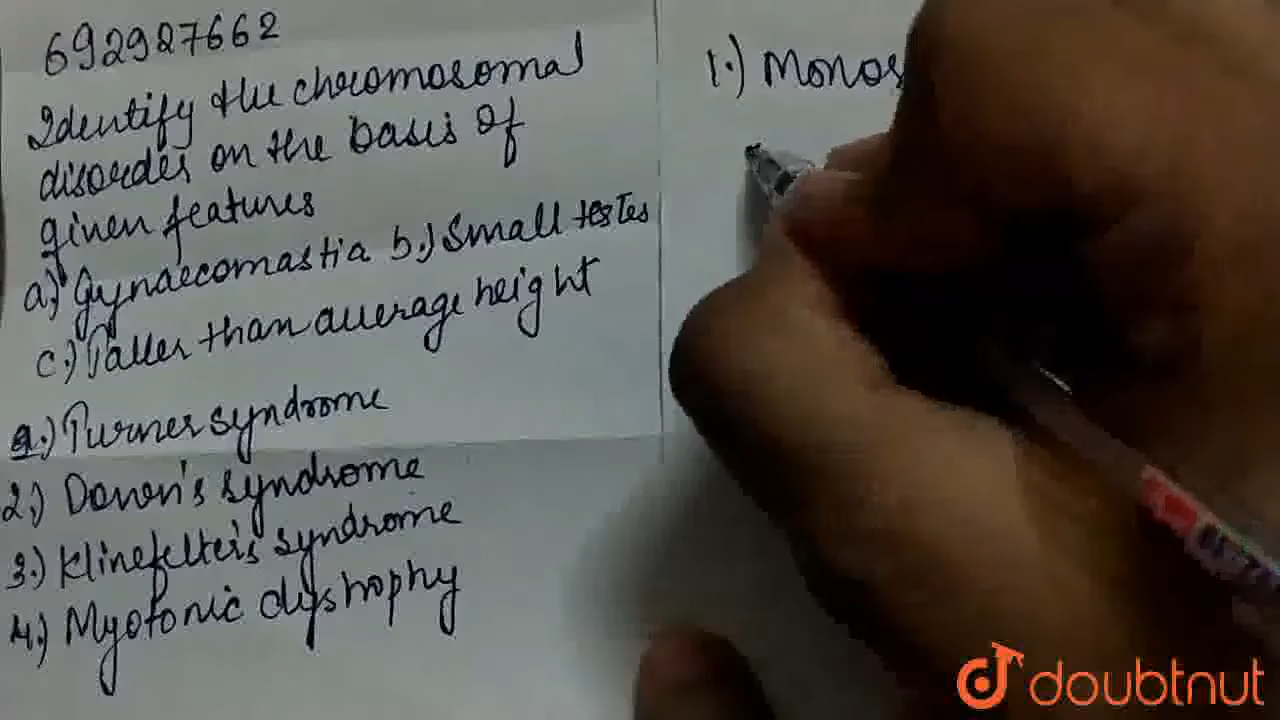 692927662
Identify the chromosomal
disorder on the basis of
given features
a) Gynaecomastia b.) Small testes
c.) Taller than average height
1.) Turner syndrome
2.) Down's syndrome
3.) Klinefelter's syndrome
4.) Myotonic dystrophy
1.) Monos
doubtnut